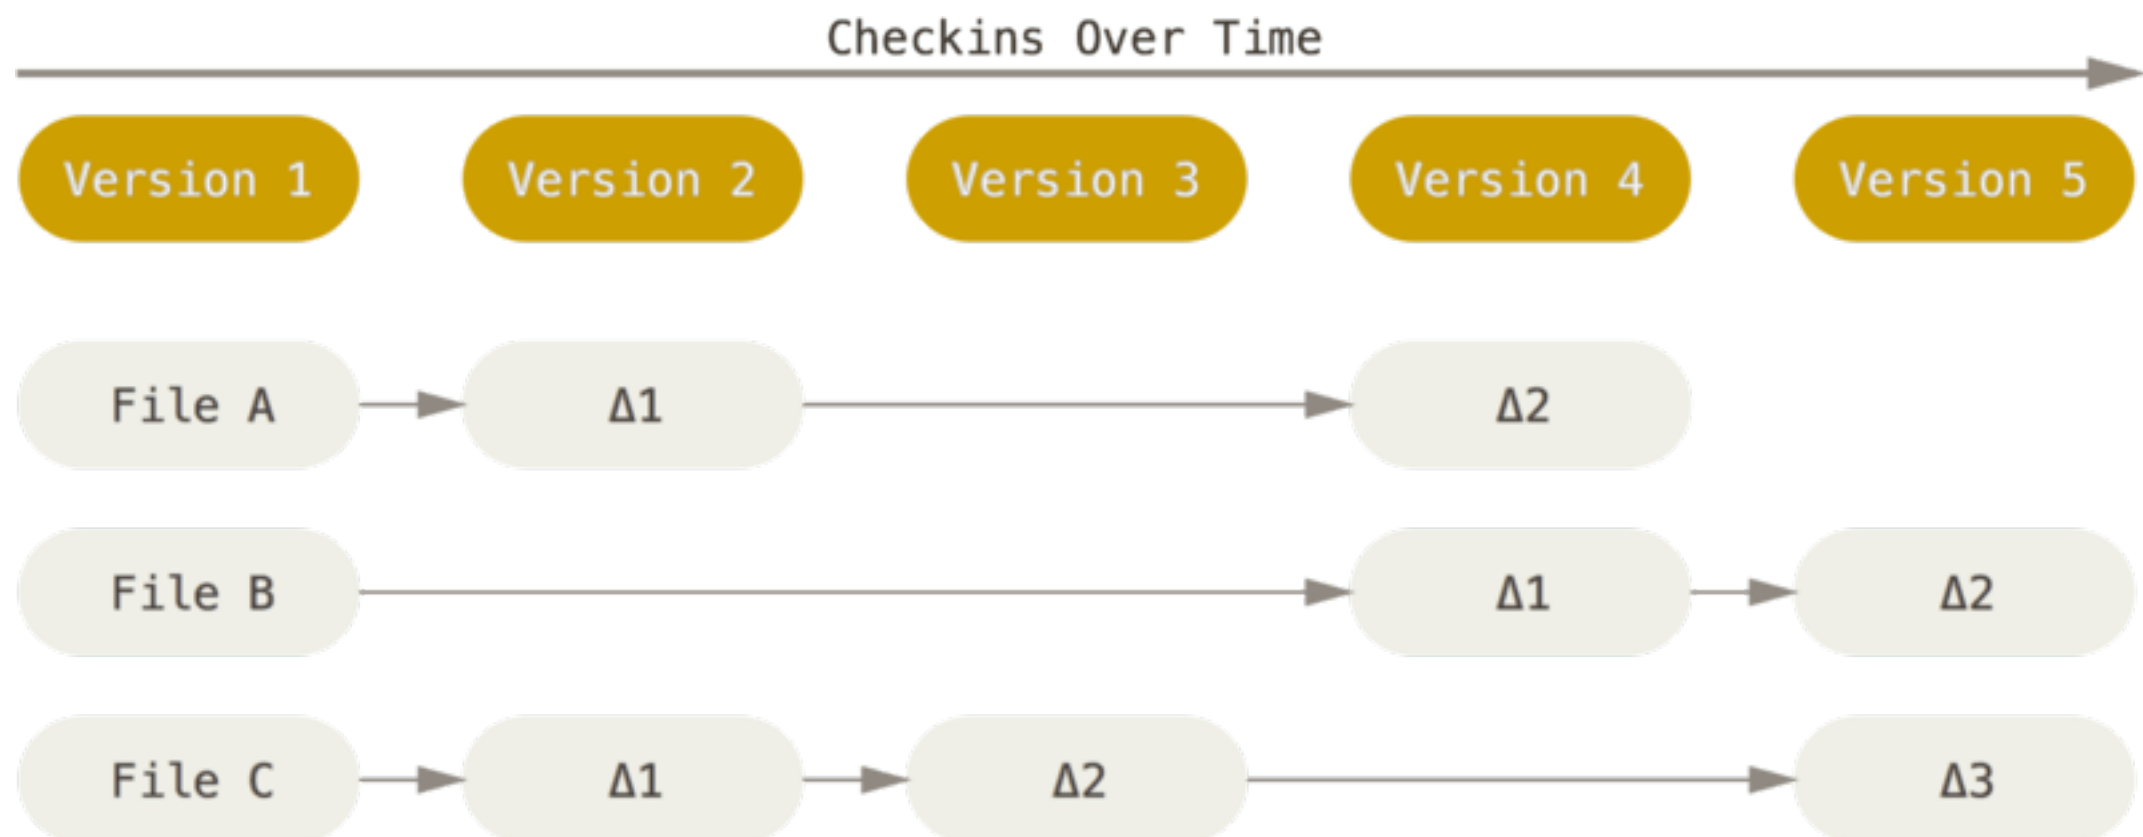 Checkins Over Time
Version 1 Version 2 Version 3 Version 4 Version 5
File A Δ1 Δ2
File B Δ1 Δ2
File C Δ1 Δ2 Δ3